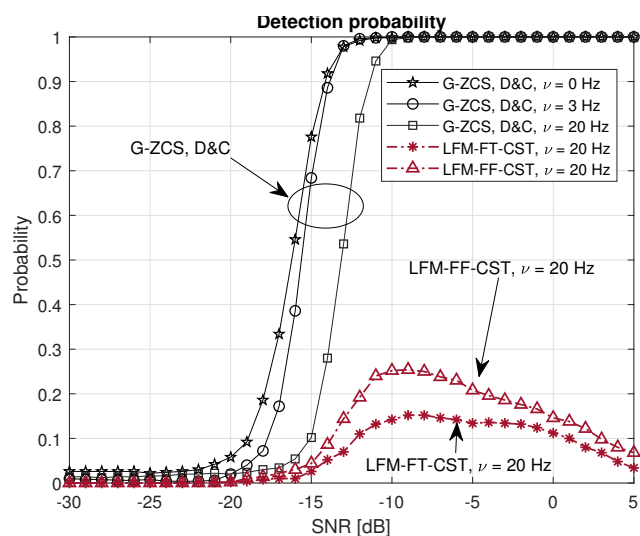 Detection probability
1
0.9
0.8
0.7
0.6
0.5
0.4
0.3
0.2
0.1
0
Probability
G-ZCS, D&C, ν = 0 Hz
G-ZCS, D&C, ν = 3 Hz
G-ZCS, D&C, ν = 20 Hz
LFM-FT-CST, ν = 20 Hz
LFM-FF-CST, ν = 20 Hz
G-ZCS, D&C
LFM-FF-CST, ν = 20 Hz
LFM-FT-CST, ν = 20 Hz
-30 -25 -20 -15 -10 -5 0 5
SNR [dB]